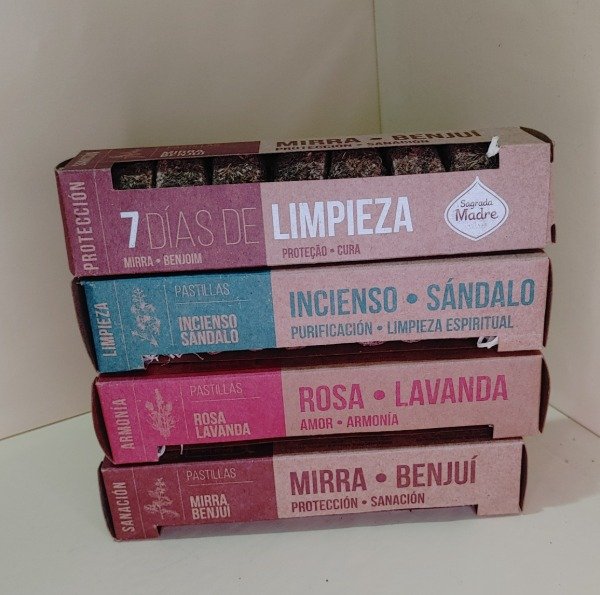 MIRRA • BENJUÍ
PROTECCIÓN • SANACIÓN
PROTECCIÓN
7 DÍAS DE LIMPIEZA
MIRRA • BENJOIM
PROTEÇÃO • CURA
Sagrada
Madre
LIMPIEZA
PASTILLAS
INCIENSO
SÁNDALO
INCIENSO • SÁNDALO
PURIFICACIÓN • LIMPIEZA ESPIRITUAL
ARMONÍA
PASTILLAS
ROSA
LAVANDA
ROSA • LAVANDA
AMOR • ARMONÍA
SANACIÓN
PASTILLAS
MIRRA
BENJUÍ
MIRRA • BENJUÍ
PROTECCIÓN • SANACIÓN